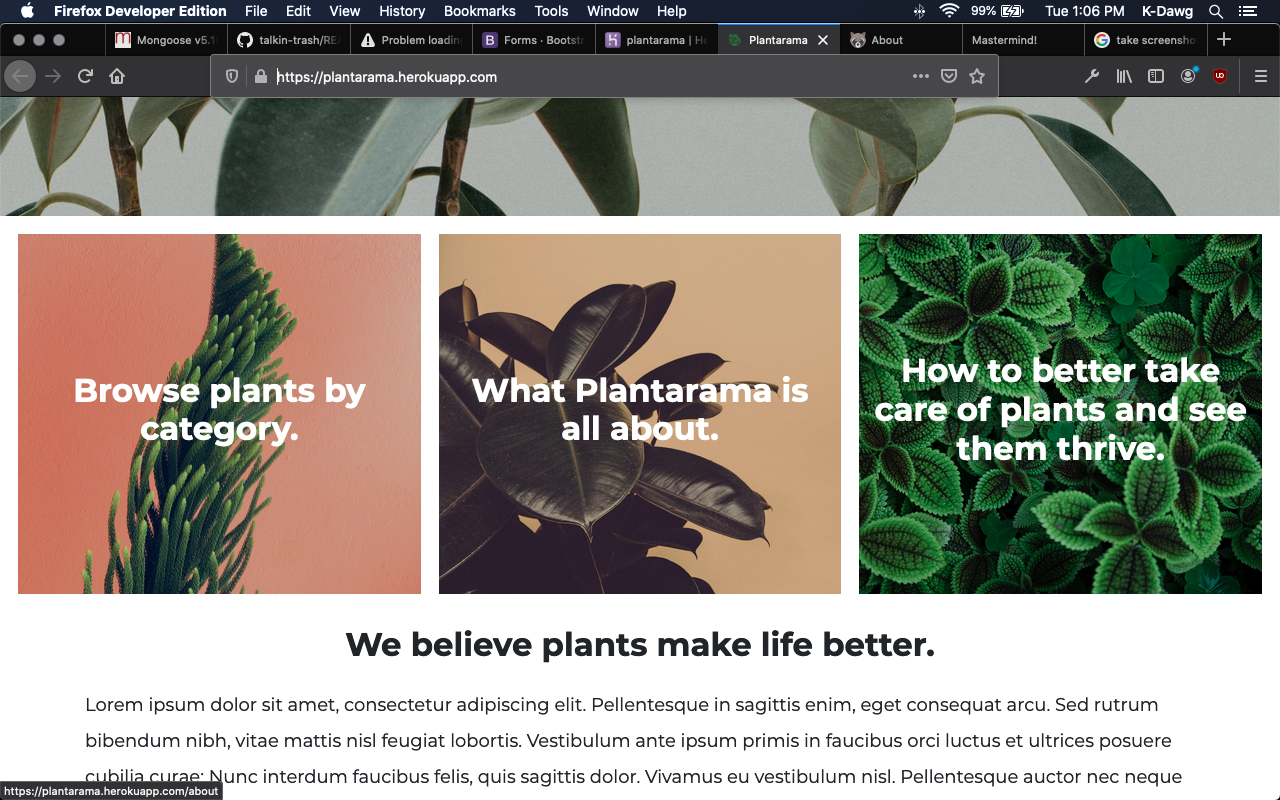 Firefox Developer Edition File Edit View History Bookmarks Tools Window Help 99% Tue 1:06 PM K-Dawg
Mongoose v5.1 talkin-trash/RE Problem loadin Forms · Bootstr plantarama | He Plantarama About Mastermind! take screensho
https://plantarama.herokuapp.com
Browse plants by
category.
What Plantarama is
all about.
How to better take
care of plants and see
them thrive.
We believe plants make life better.
Lorem ipsum dolor sit amet, consectetur adipiscing elit. Pellentesque in sagittis enim, eget consequat arcu. Sed rutrum
bibendum nibh, vitae mattis nisl feugiat lobortis. Vestibulum ante ipsum primis in faucibus orci luctus et ultrices posuere
cubilia curae; Nunc interdum faucibus felis, quis sagittis dolor. Vivamus eu vestibulum nisl. Pellentesque auctor nec neque
https://plantarama.herokuapp.com/about